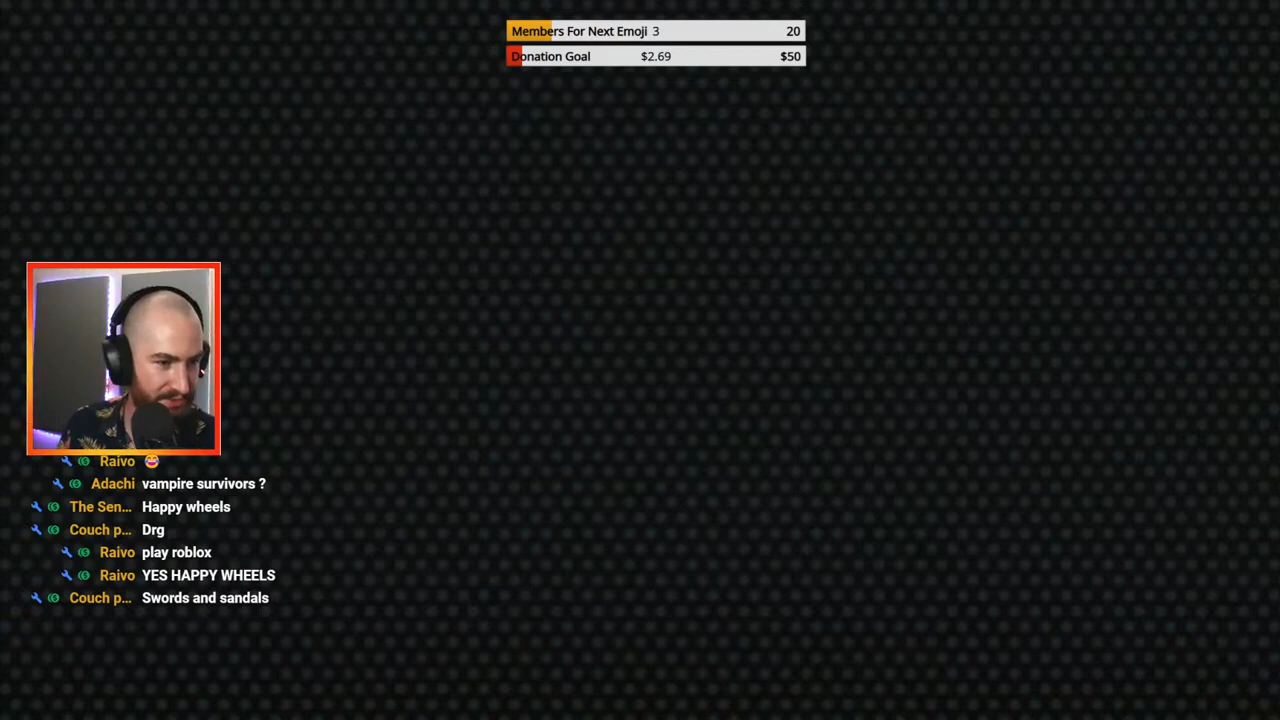 Members For Next Emoji 3 20
Donation Goal $2.69 $50
Raivo 😂
Adachi vampire survivors ?
The Sen... Happy wheels
Couch p... Drg
Raivo play roblox
Raivo YES HAPPY WHEELS
Couch p... Swords and sandals